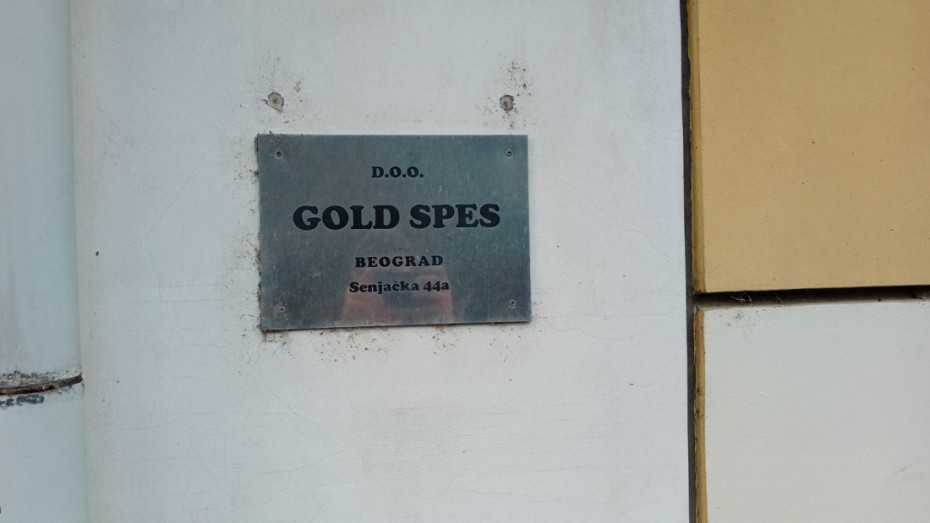 D.O.O.
GOLD SPES
BEOGRAD
Senjačka 44a